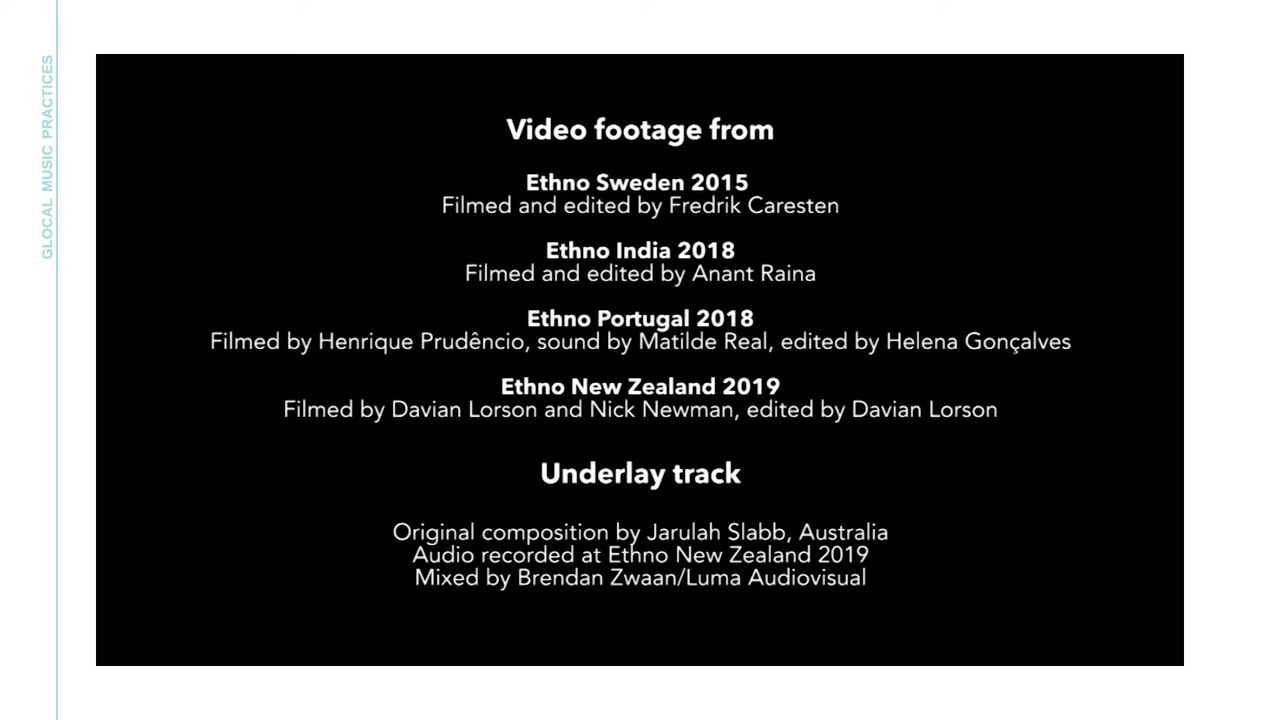 GLOCAL MUSIC PRACTICES
Video footage from
Ethno Sweden 2015
Filmed and edited by Fredrik Caresten
Ethno India 2018
Filmed and edited by Anant Raina
Ethno Portugal 2018
Filmed by Henrique Prudêncio, sound by Matilde Real, edited by Helena Gonçalves
Ethno New Zealand 2019
Filmed by Davian Lorson and Nick Newman, edited by Davian Lorson
Underlay track
Original composition by Jarulah Slabb, Australia
Audio recorded at Ethno New Zealand 2019
Mixed by Brendan Zwaan/Luma Audiovisual